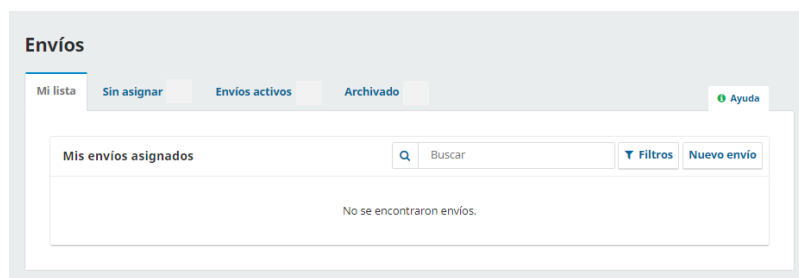 Envíos
Mi lista Sin asignar Envíos activos Archivado Ayuda
Mis envíos asignados Buscar Filtros Nuevo envío
No se encontraron envíos.